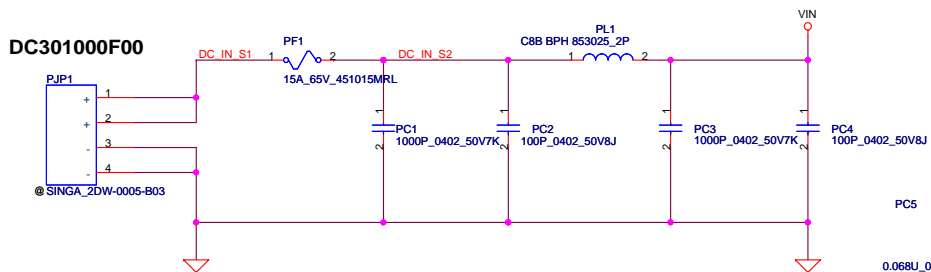 VIN
DC301000F00
PL1
C8B BPH 853025_2P
DC_IN_S1
PF1
DC_IN_S2
1
2
1
2
15A_65V_451015MRL
PJP1
+
1
+
2
-
3
-
4
@ SINGA_2DW-0005-B03
1
2
PC1
1000P_0402_50V7K
1
2
PC2
100P_0402_50V8J
1
2
PC3
1000P_0402_50V7K
1
2
PC4
100P_0402_50V8J
PC5
0.068U_0